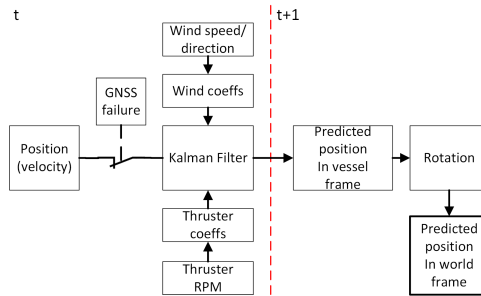 t
t+1
Wind speed/
direction
Wind coeffs
GNSS
failure
Position
(velocity)
Kalman Filter
Predicted
position
In vessel
frame
Rotation
Thruster
coeffs
Thruster
RPM
Predicted
position
In world
frame